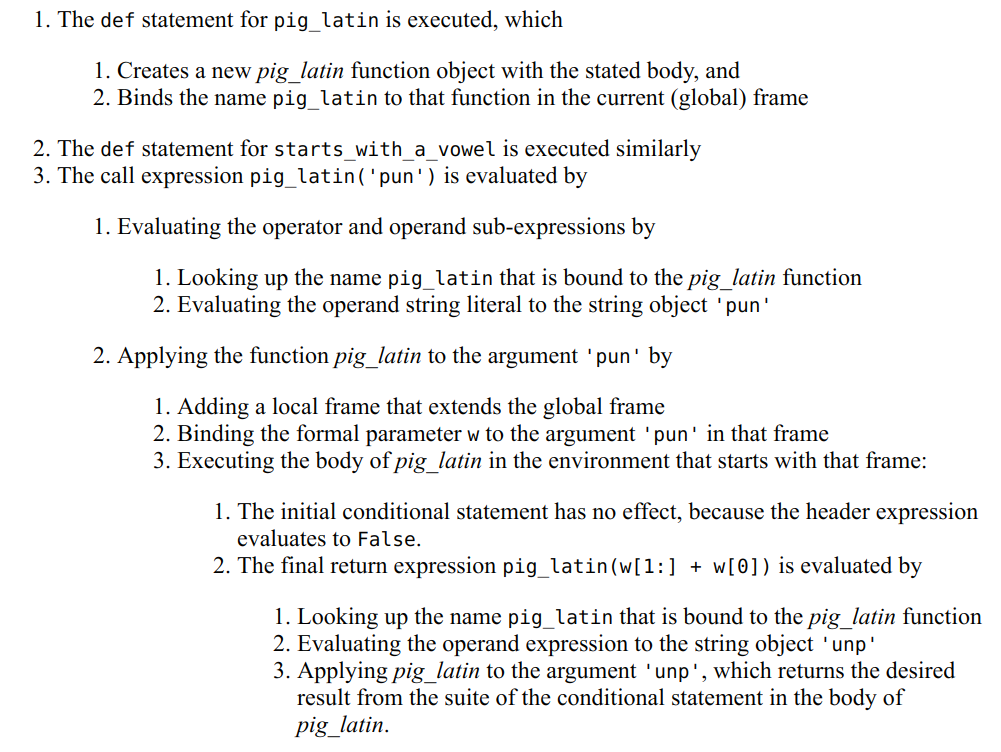 1. The def statement for pig_latin is executed, which
1. Creates a new pig_latin function object with the stated body, and
2. Binds the name pig_latin to that function in the current (global) frame
2. The def statement for starts_with_a_vowel is executed similarly
3. The call expression pig_latin('pun') is evaluated by
1. Evaluating the operator and operand sub-expressions by
1. Looking up the name pig_latin that is bound to the pig_latin function
2. Evaluating the operand string literal to the string object 'pun'
2. Applying the function pig_latin to the argument 'pun' by
1. Adding a local frame that extends the global frame
2. Binding the formal parameter w to the argument 'pun' in that frame
3. Executing the body of pig_latin in the environment that starts with that frame:
1. The initial conditional statement has no effect, because the header expression
evaluates to False.
2. The final return expression pig_latin(w[1:] + w[0]) is evaluated by
1. Looking up the name pig_latin that is bound to the pig_latin function
2. Evaluating the operand expression to the string object 'unp'
3. Applying pig_latin to the argument 'unp', which returns the desired
result from the suite of the conditional statement in the body of
pig_latin.